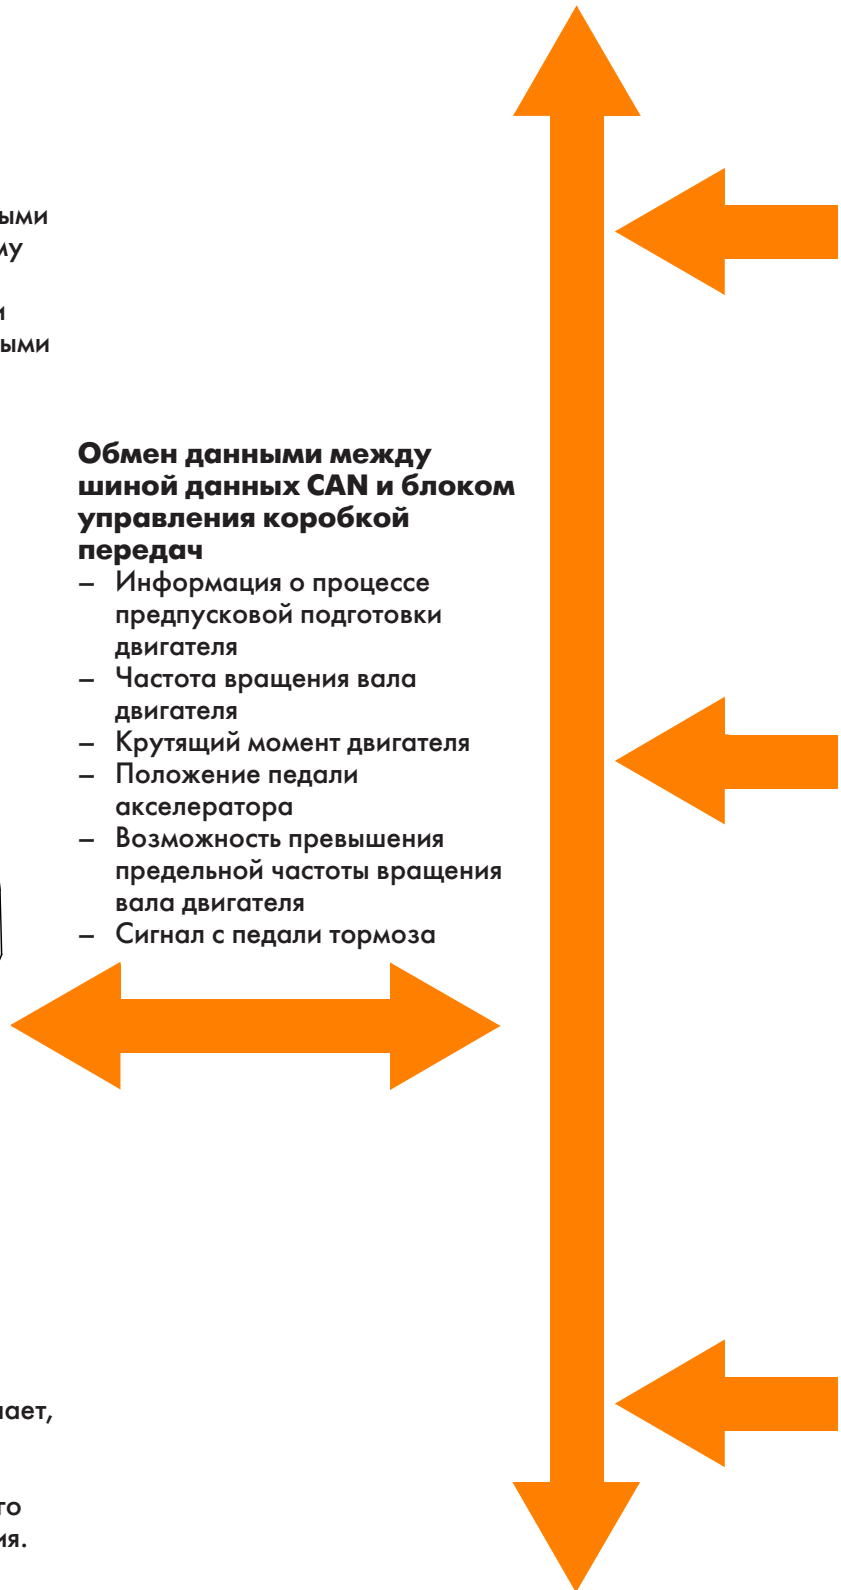 Обмен данными между
шиной данных CAN и блоком
управления коробкой
передач
– Информация о процессе
предпусковой подготовки
двигателя
– Частота вращения вала
двигателя
– Крутящий момент двигателя
– Положение педали
акселератора
– Возможность превышения
предельной частоты вращения
вала двигателя
– Сигнал с педали тормоза